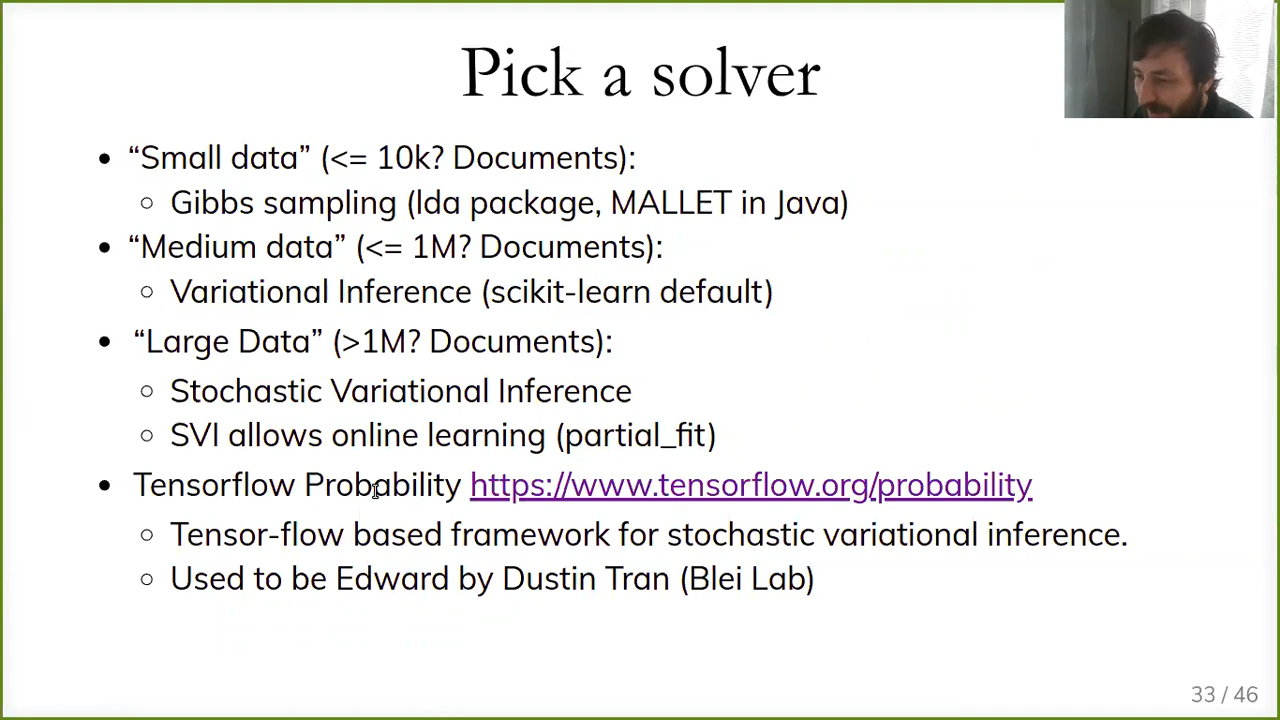 Pick a solver
• “Small data” (<= 10k? Documents):
○ Gibbs sampling (lda package, MALLET in Java)
• “Medium data” (<= 1M? Documents):
○ Variational Inference (scikit-learn default)
• “Large Data” (>1M? Documents):
○ Stochastic Variational Inference
○ SVI allows online learning (partial_fit)
• Tensorflow Probability https://www.tensorflow.org/probability
○ Tensor-flow based framework for stochastic variational inference.
○ Used to be Edward by Dustin Tran (Blei Lab)
33 / 46